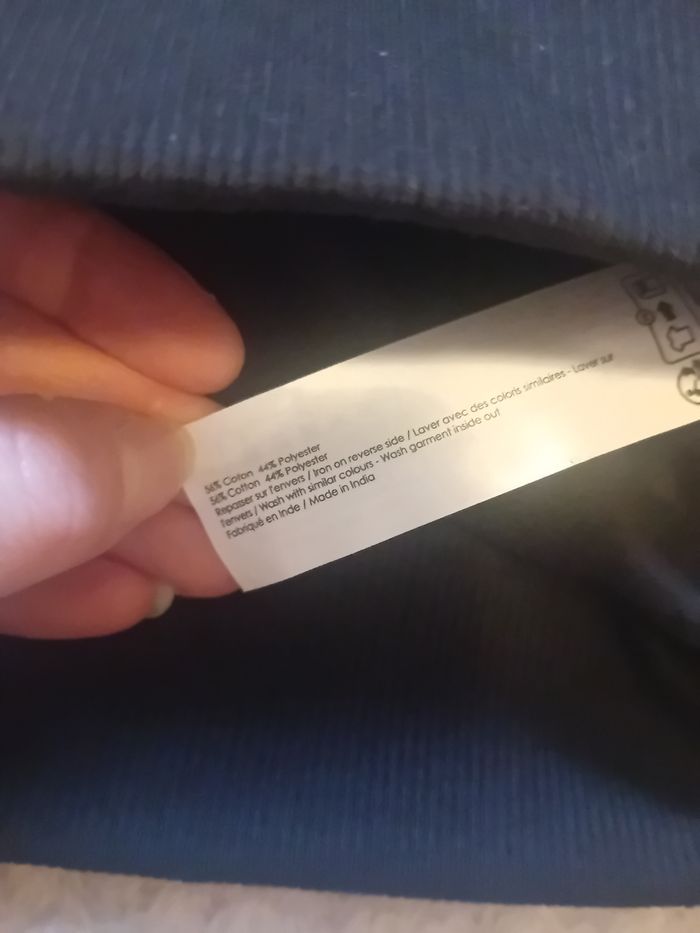 56% Coton 44% Polyester
56% Cotton 44% Polyester
Repasser sur l'envers / Iron on reverse side / Laver avec des coloris similaires - Laver sur
l'envers / Wash with similar colours - Wash garment inside out
Fabriqué en Inde / Made in India